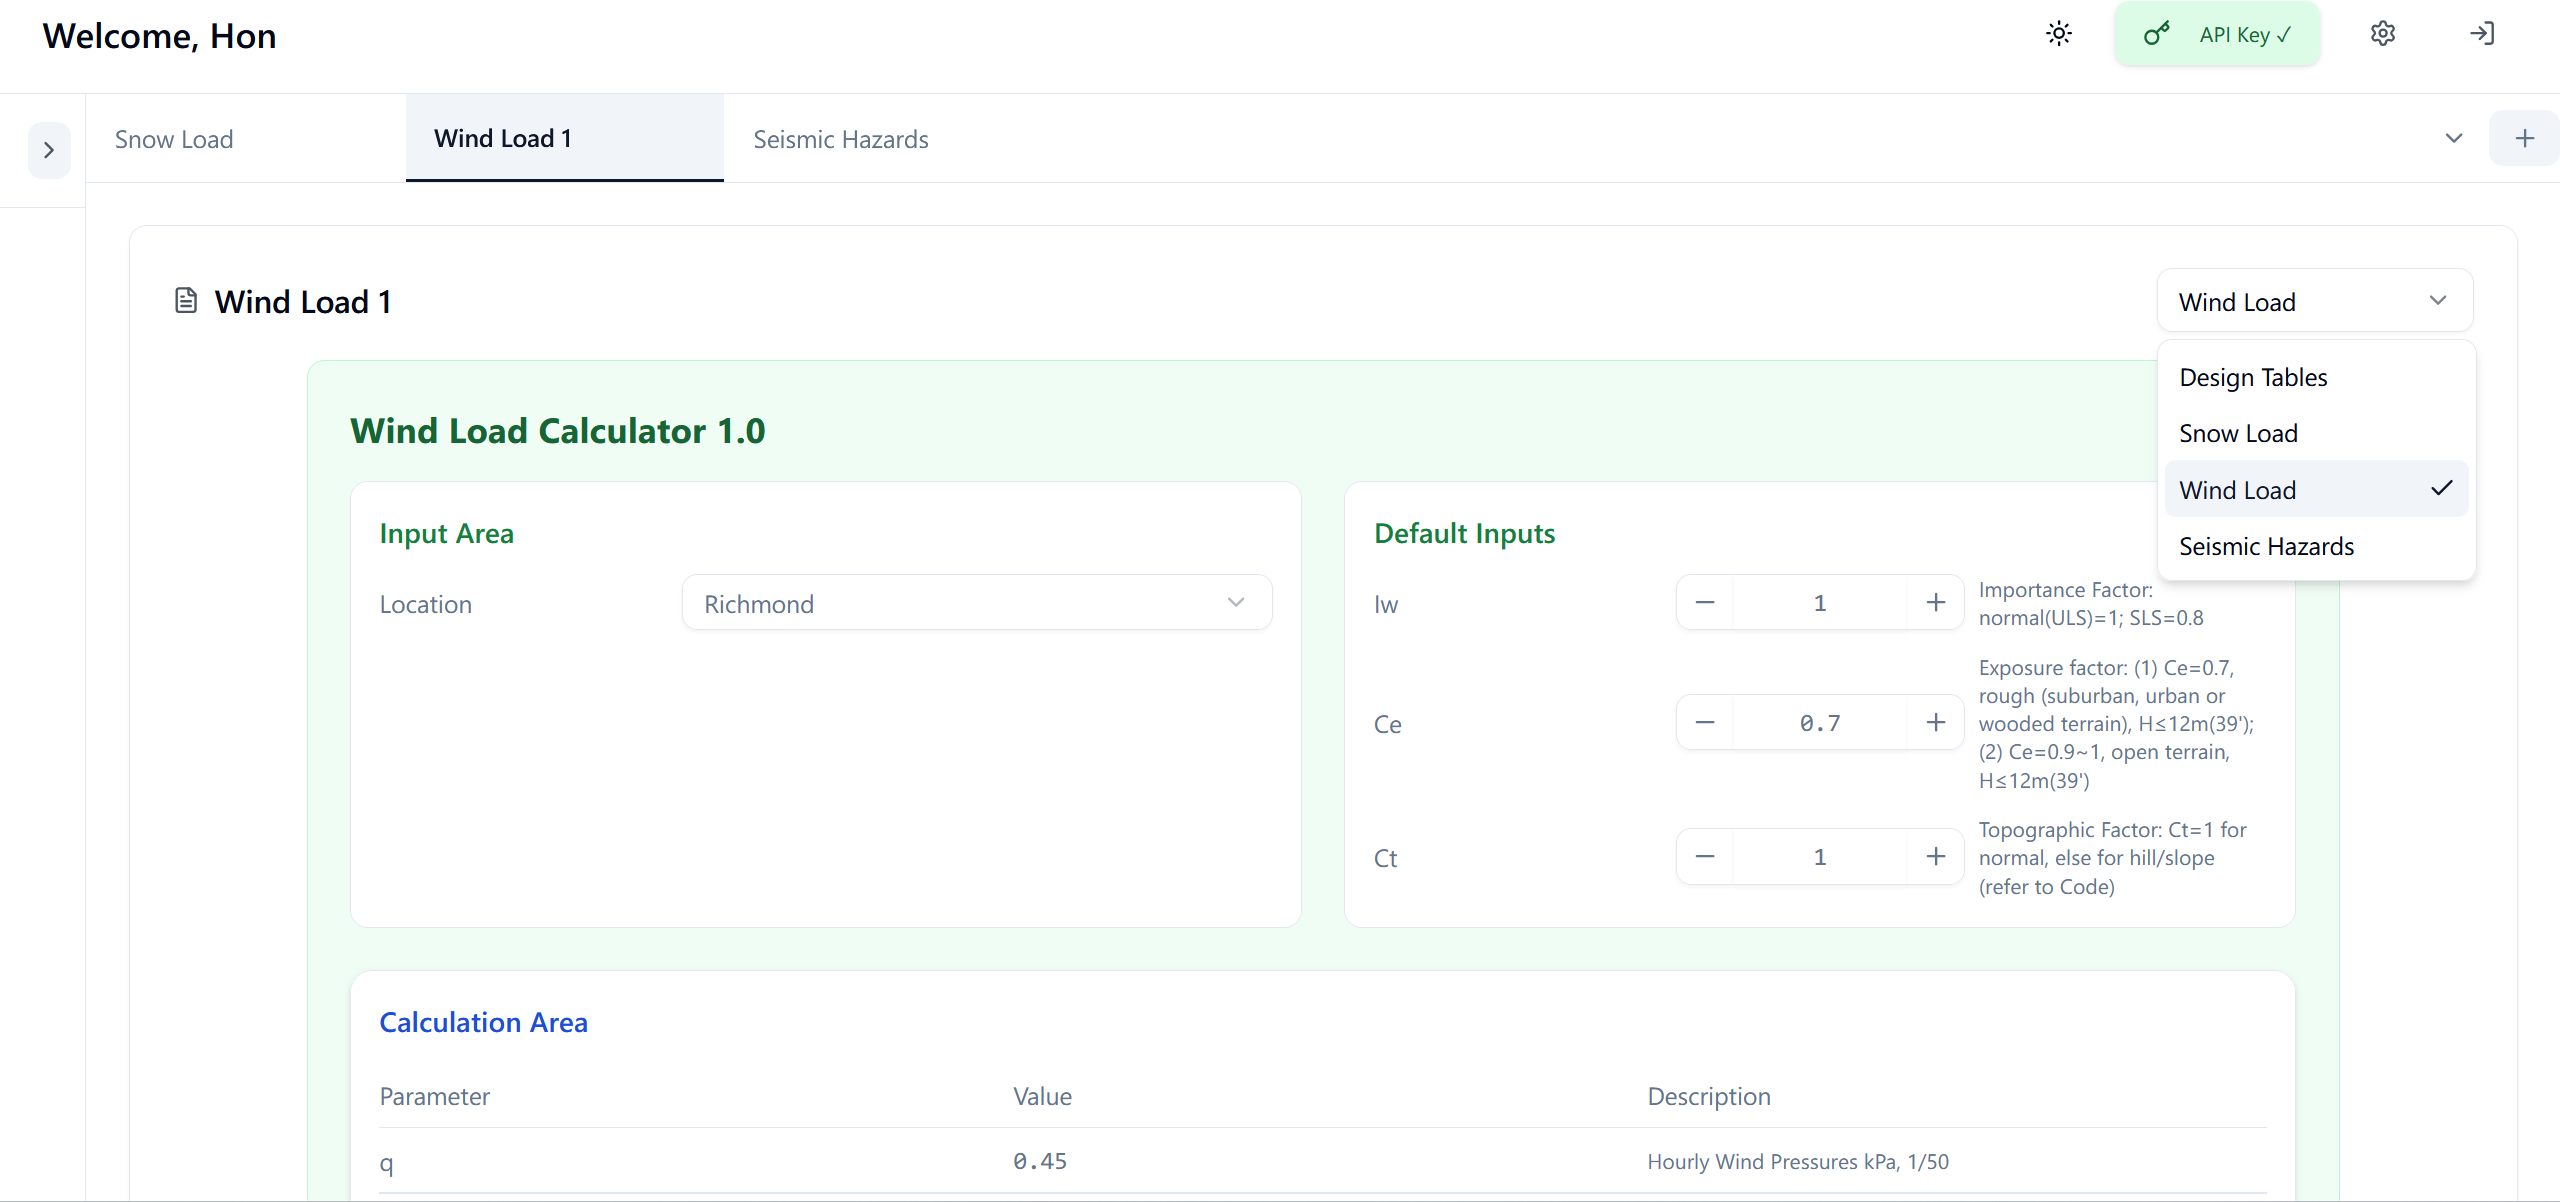 Welcome, Hon
API Key ✓
Snow Load
Wind Load 1
Seismic Hazards
Wind Load 1
Wind Load
Design Tables
Snow Load
Wind Load
Seismic Hazards
Wind Load Calculator 1.0
Input Area
Location
Richmond
Default Inputs
Iw
1
Importance Factor:
normal(ULS)=1; SLS=0.8
Ce
0.7
Exposure factor: (1) Ce=0.7,
rough (suburban, urban or
wooded terrain), H≤12m(39');
(2) Ce=0.9~1, open terrain,
H≤12m(39')
Ct
1
Topographic Factor: Ct=1 for
normal, else for hill/slope
(refer to Code)
Calculation Area
Parameter
Value
Description
q
0.45
Hourly Wind Pressures kPa, 1/50